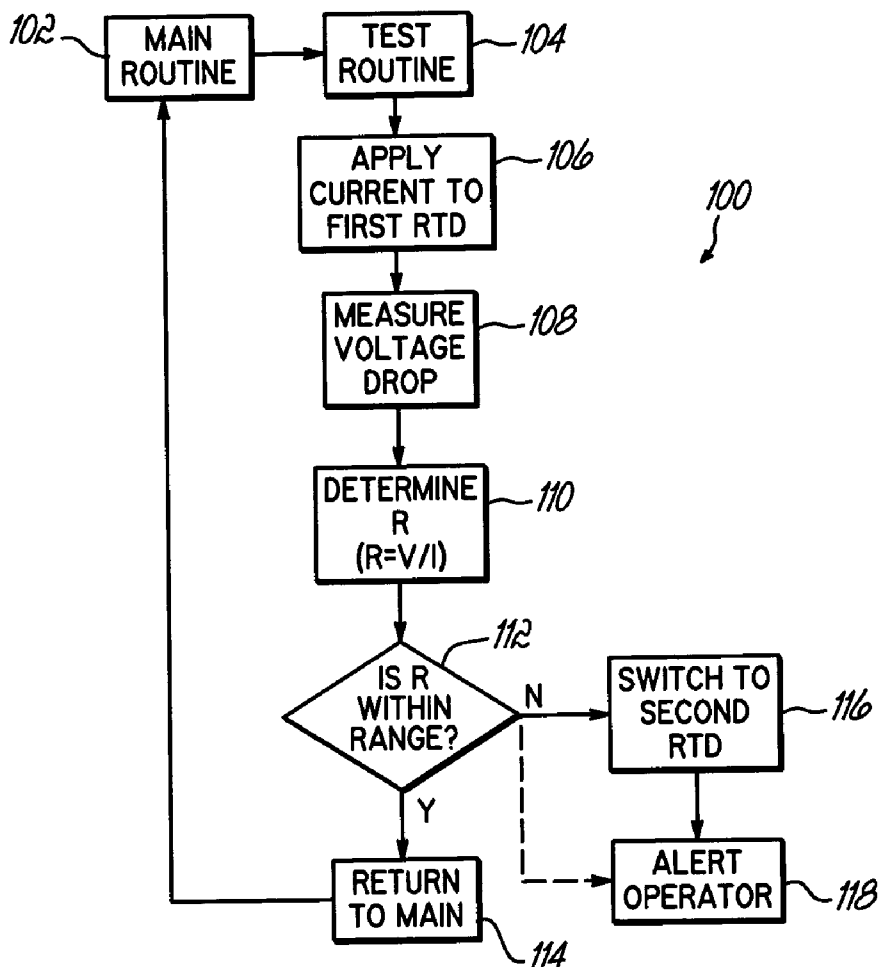 102
MAIN
ROUTINE
TEST
ROUTINE
104
APPLY
CURRENT TO
FIRST RTD
106
100
MEASURE
VOLTAGE
DROP
108
DETERMINE
R
(R=V/I)
110
112
IS R
WITHIN
RANGE?
N
SWITCH TO
SECOND
RTD
116
Y
RETURN
TO MAIN
114
ALERT
OPERATOR
118